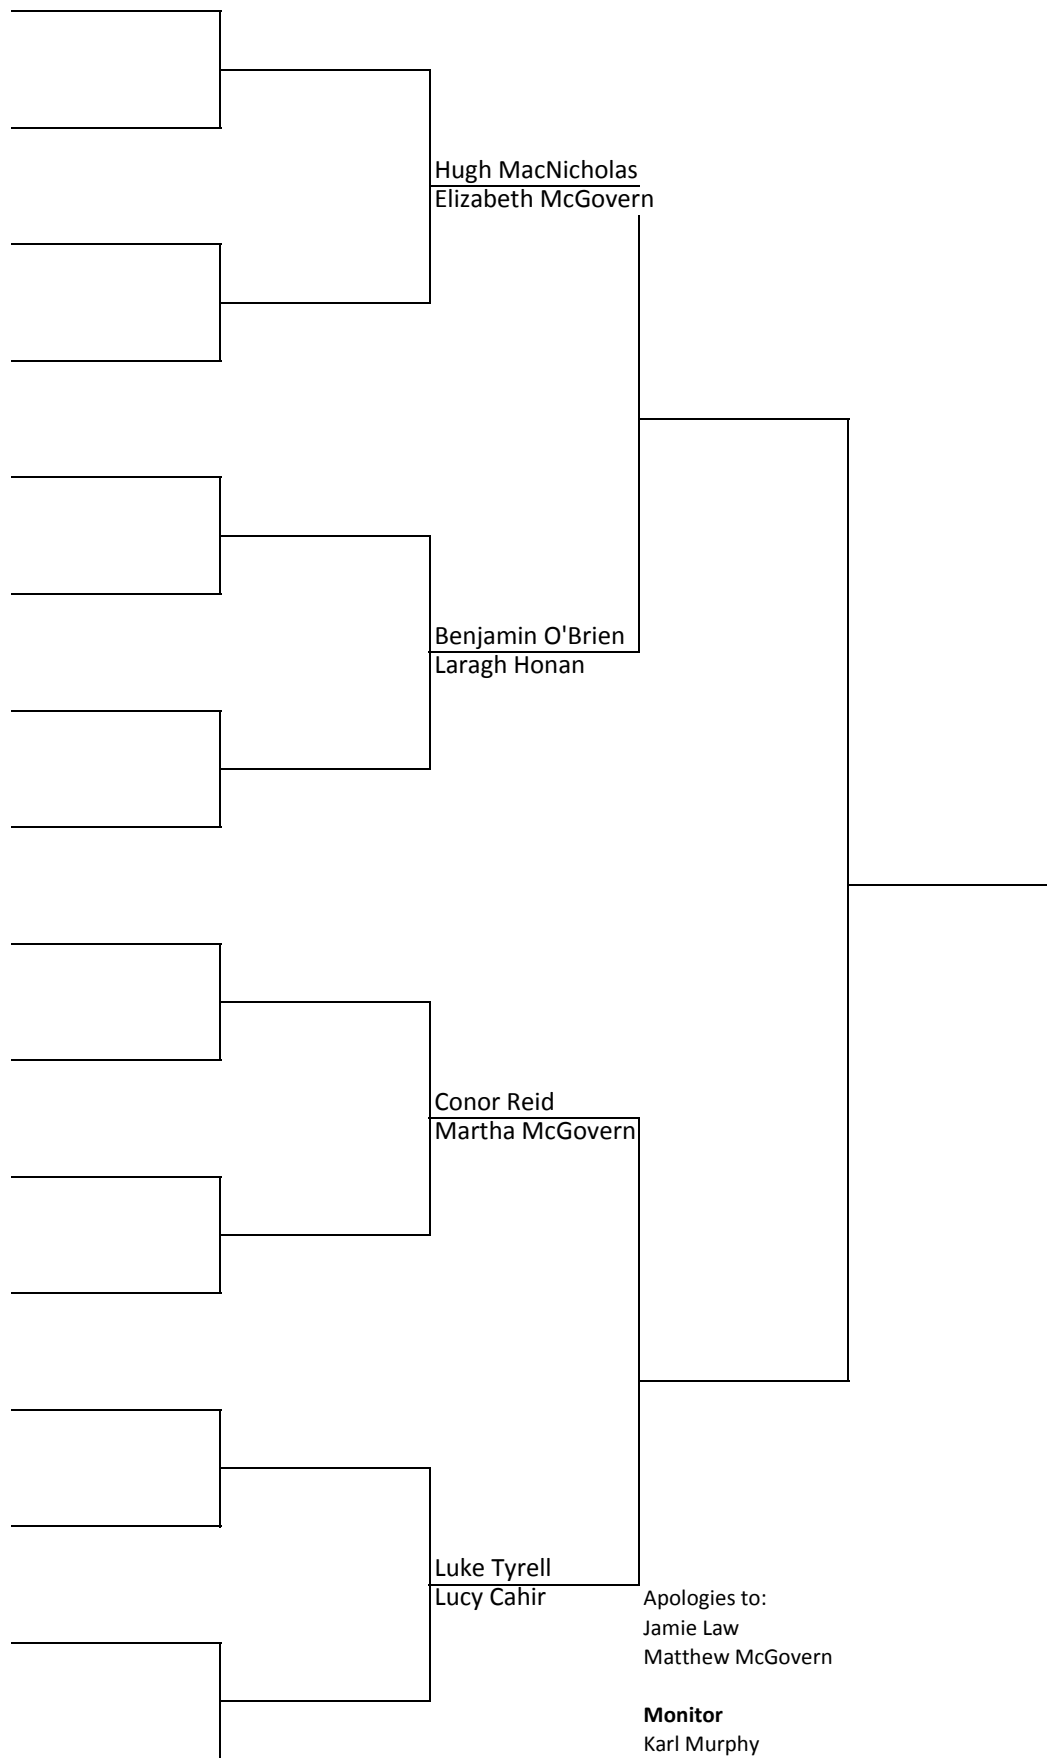 Hugh MacNicholas
Elizabeth McGovern
Benjamin O'Brien
Laragh Honan
Conor Reid
Martha McGovern
Luke Tyrell
Lucy Cahir
Apologies to:
Jamie Law
Matthew McGovern
Monitor
Karl Murphy